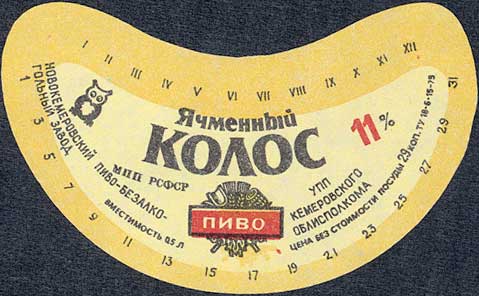 I II III IV V VI VII VIII IX X XI XII
НОВОКЕМЕРОВСКИЙ ПИВО-БЕЗАЛКО-
ГОЛЬНЫЙ ЗАВОД
Ячменный
КОЛОС
11%
МПП РСФСР
ПИВО
ВМЕСТИМОСТЬ 0,5 Л
УПП
КЕМЕРОВСКОГО
ОБЛИСПОЛКОМА
ЦЕНА БЕЗ СТОИМОСТИ ПОСУДЫ 29 КОП. ТУ 18-6-15-79
1 3 5 7 9 11 13 15 17 19 21 23 25 27 29 31